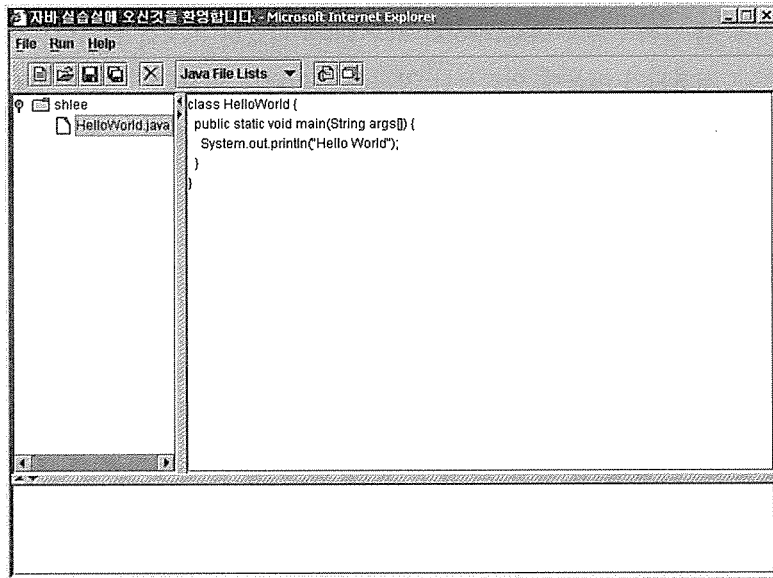 자바 실습실에 오신것을 환영합니다. - Microsoft Internet Explorer
File Run Help
Java File Lists
shlee
HelloWorld.java
class HelloWorld {
public static void main(String args[]) {
System.out.println("Hello World");
}
}